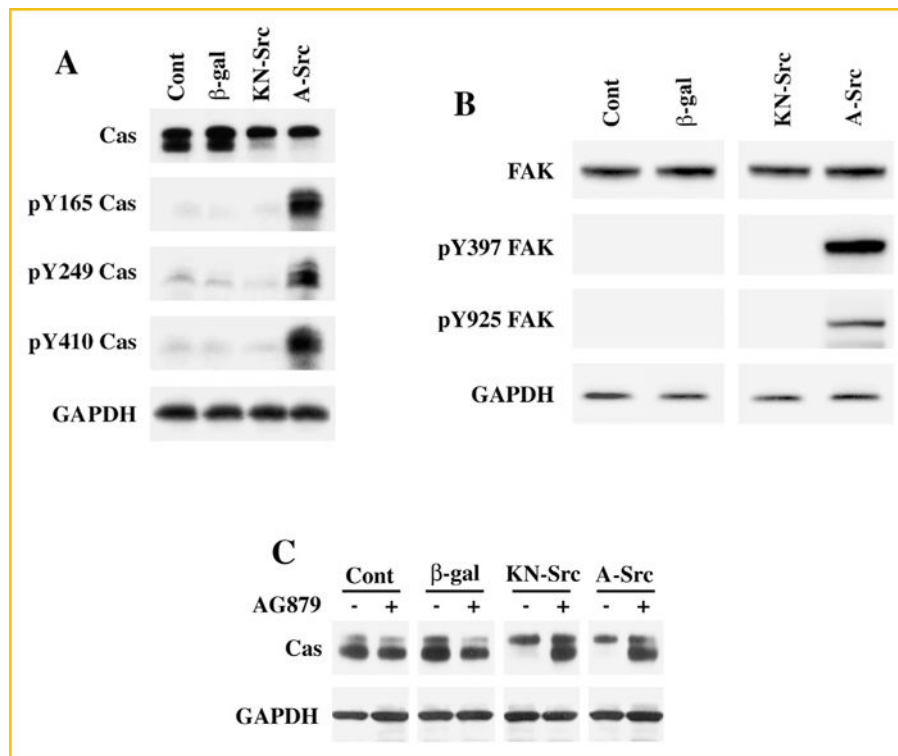 A
Cont β-gal KN-Src A-Src
Cas
pY165 Cas
pY249 Cas
pY410 Cas
GAPDH
B
Cont β-gal KN-Src A-Src
FAK
pY397 FAK
pY925 FAK
GAPDH
C
Cont β-gal KN-Src A-Src
AG879 - + - + - + - +
Cas
GAPDH